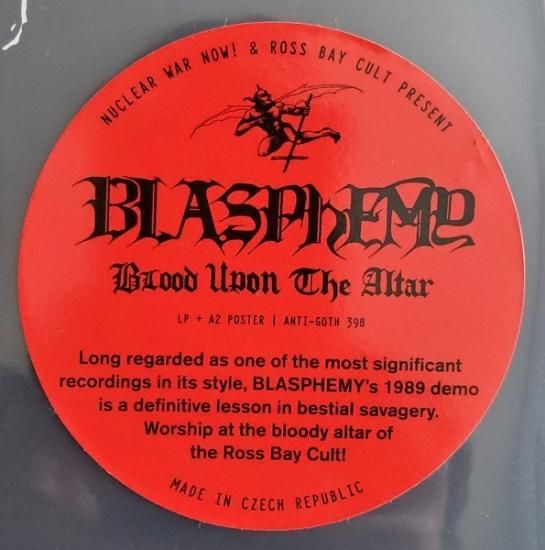 NUCLEAR WAR NOW! & ROSS BAY CULT PRESENT
BLASPHEMY
Blood Upon The Altar
LP + A2 POSTER | ANTI-GOTH 398
Long regarded as one of the most significant
recordings in its style, BLASPHEMY's 1989 demo
is a definitive lesson in bestial savagery.
Worship at the bloody altar of
the Ross Bay Cult!
MADE IN CZECH REPUBLIC